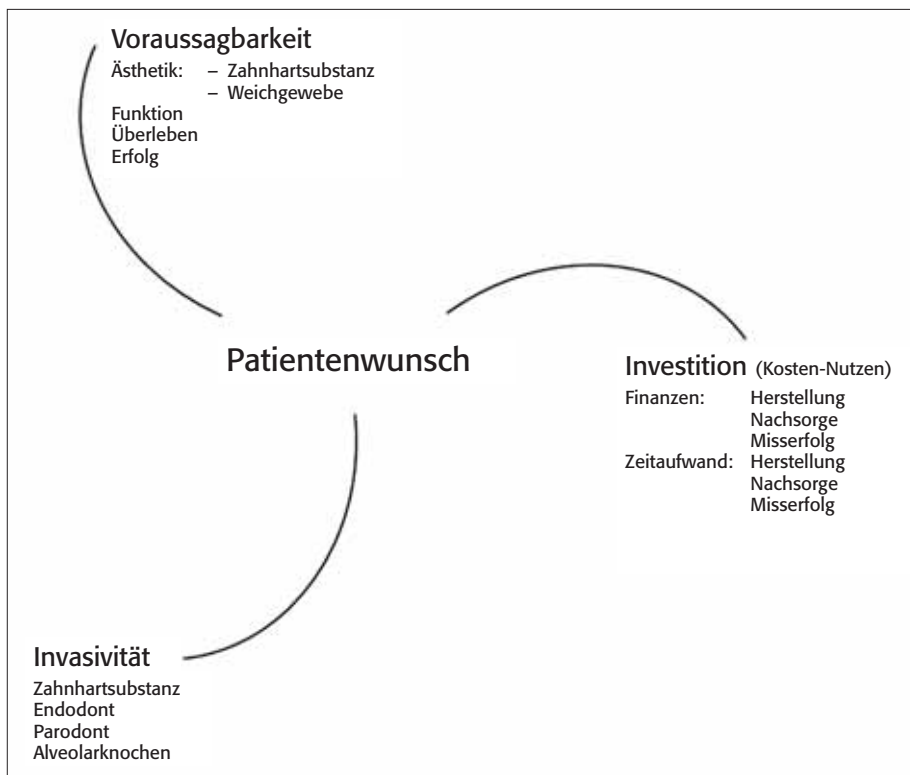 Voraussagbarkeit
Ästhetik: – Zahnhartsubstanz
– Weichgewebe
Funktion
Überleben
Erfolg
Patientenwunsch
Investition (Kosten-Nutzen)
Finanzen: Herstellung
Nachsorge
Misserfolg
Zeitaufwand: Herstellung
Nachsorge
Misserfolg
Invasivität
Zahnhartsubstanz
Endodont
Parodont
Alveolarknochen